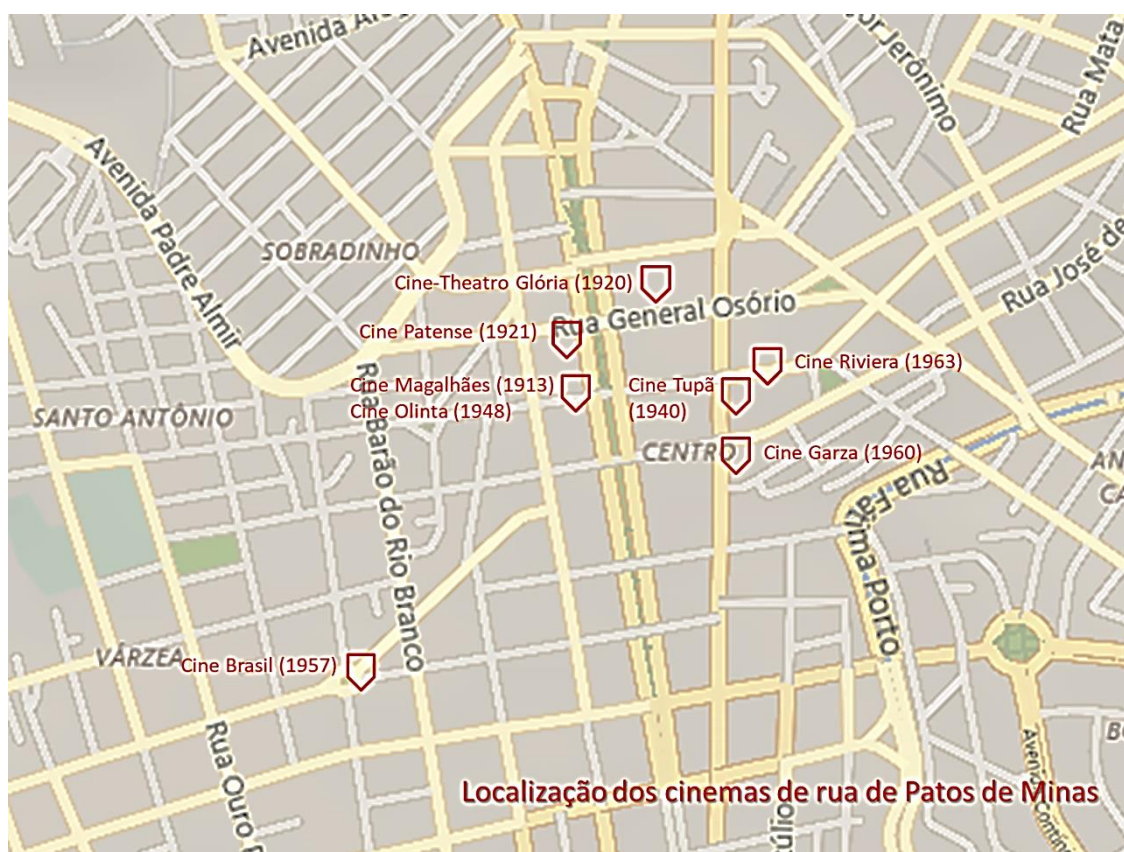 Avenida
Jerônimo
Rua Mata
Avenida Padre Almir
SOBRADINHO
Cine-Theatro Glória (1920)
Rua General Osório
Rua José de
Cine Patense (1921)
Cine Riviera (1963)
Cine Magalhães (1913)
Cine Olinta (1948)
Cine Tupã
(1940)
SANTO ANTÔNIO
Rua Barão do Rio Branco
CENTRO
Cine Garza (1960)
Rúa Fátima Porto
VÁRZEA
Cine Brasil (1957)
Rua Ouro
Localização dos cinemas de rua de Patos de Minas